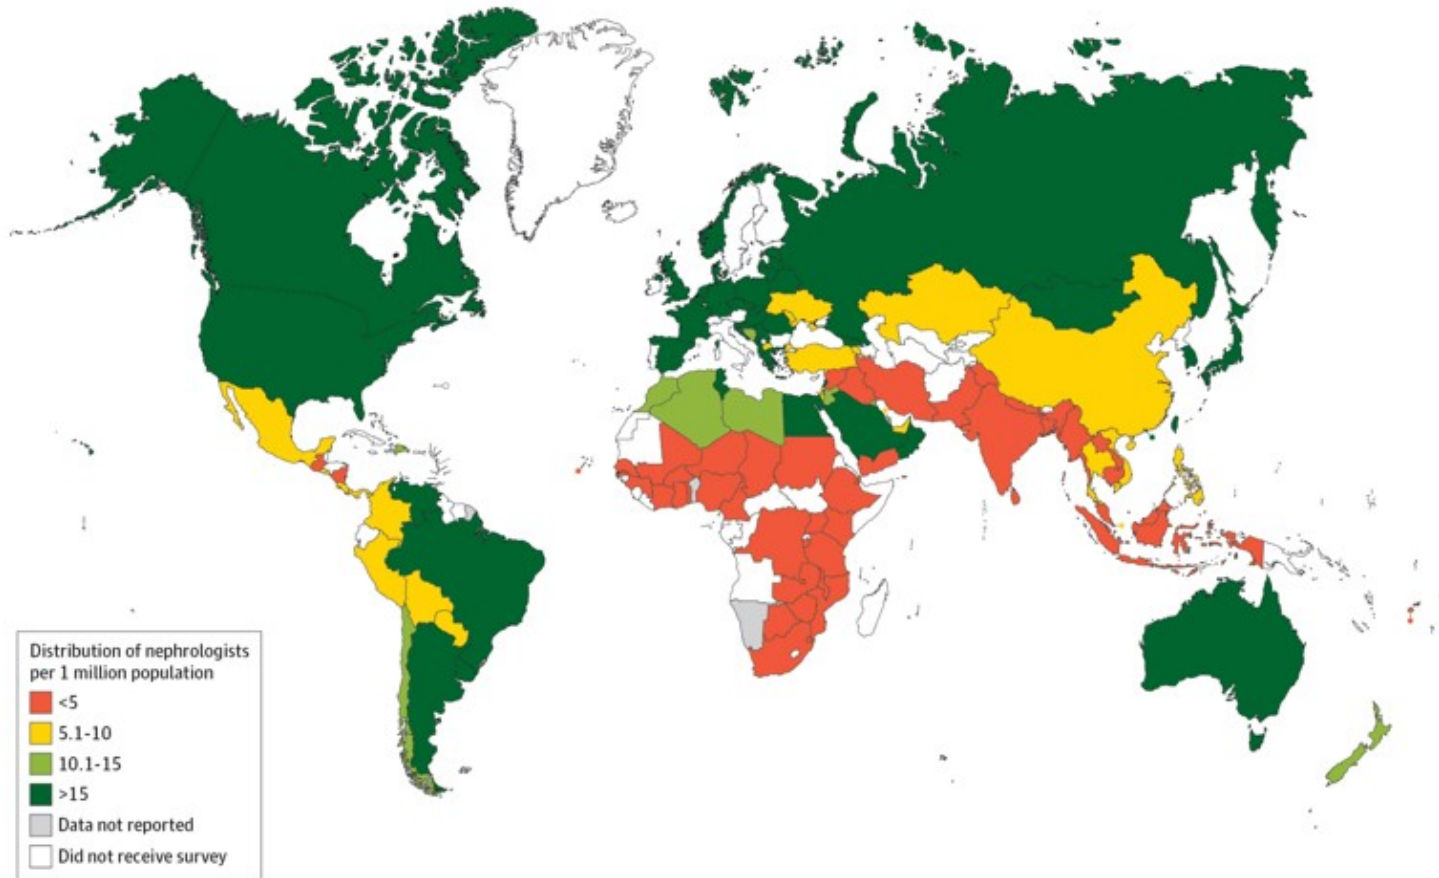 Distribution of nephrologists
per 1 million population
<5
5.1-10
10.1-15
>15
Data not reported
Did not receive survey